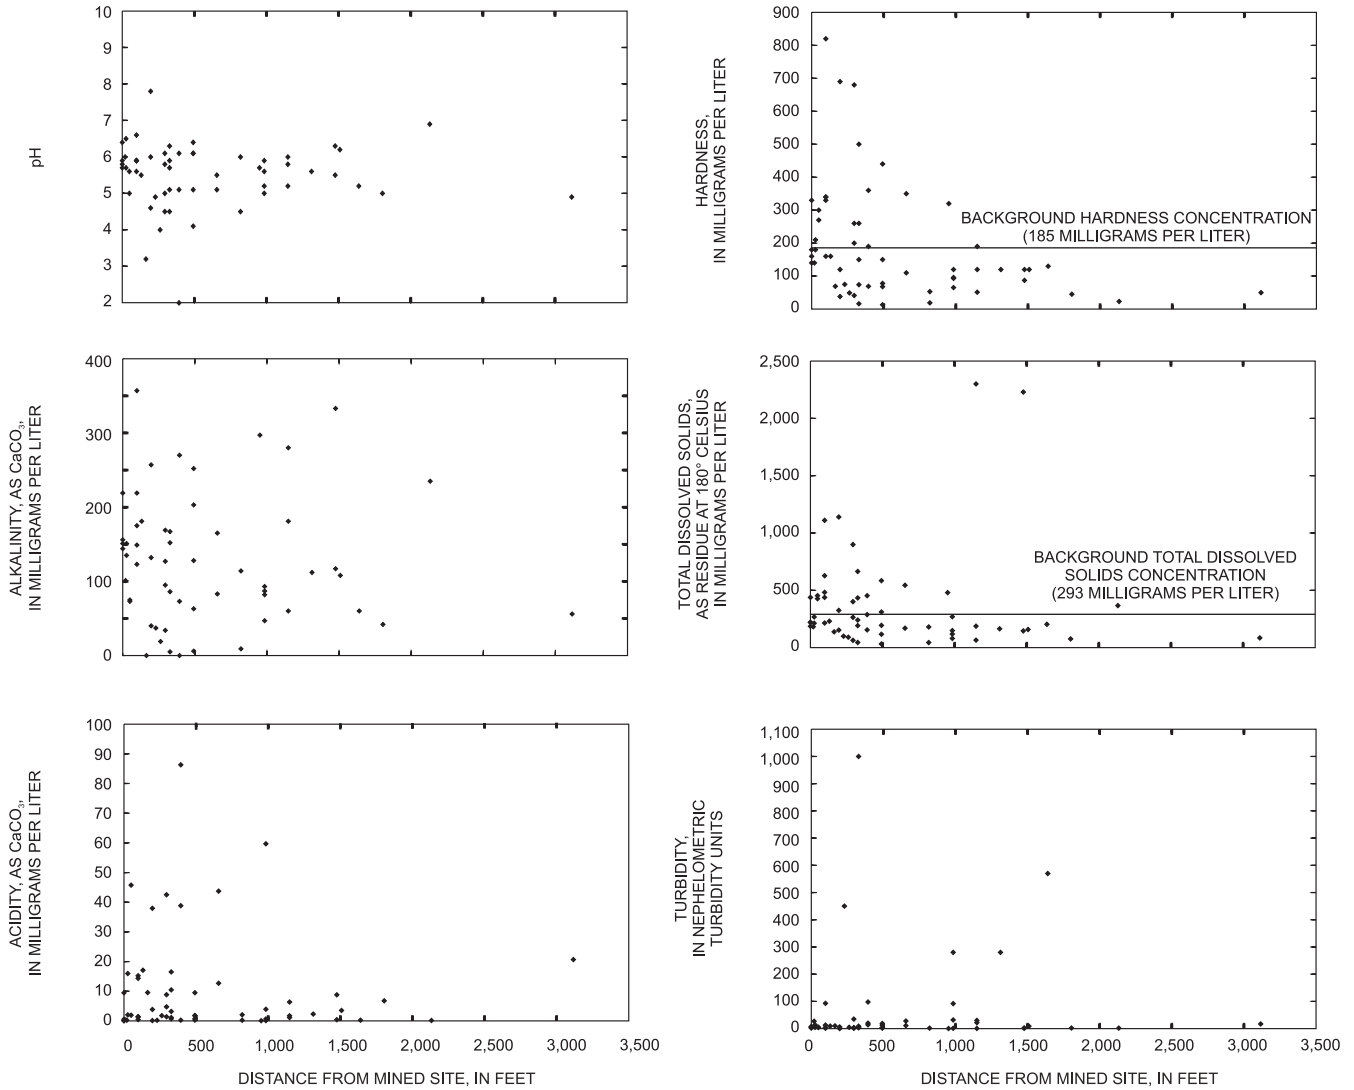 10
9
8
7
6
5
4
3
2
pH
900
800
700
600
500
400
300
200
100
0
HARDNESS,
IN MILLIGRAMS PER LITER
BACKGROUND HARDNESS CONCENTRATION
(185 MILLIGRAMS PER LITER)
400
300
200
100
0
ALKALINITY, AS CaCO₃,
IN MILLIGRAMS PER LITER
2,500
2,000
1,500
1,000
500
0
TOTAL DISSOLVED SOLIDS,
AS RESIDUE AT 180° CELSIUS
IN MILLIGRAMS PER LITER
BACKGROUND TOTAL DISSOLVED
SOLIDS CONCENTRATION
(293 MILLIGRAMS PER LITER)
100
90
80
70
60
50
40
30
20
10
0
ACIDITY, AS CaCO₃,
IN MILLIGRAMS PER LITER
0 500 1,000 1,500 2,000 2,500 3,000 3,500
DISTANCE FROM MINED SITE, IN FEET
1,100
1,000
900
800
700
600
500
400
300
200
100
0
TURBIDITY,
IN NEPHELOMETRIC
TURBIDITY UNITS
0 500 1,000 1,500 2,000 2,500 3,000 3,500
DISTANCE FROM MINED SITE, IN FEET